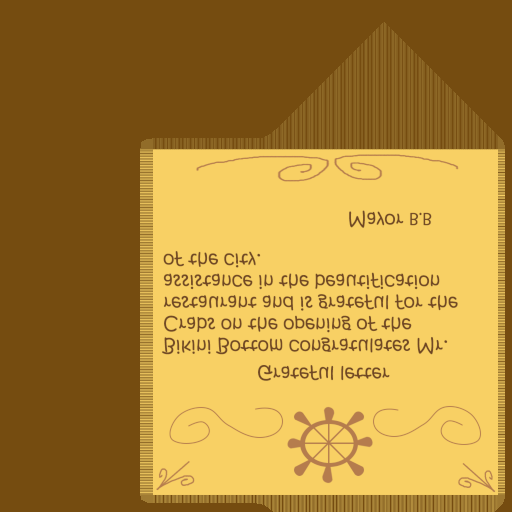 Grateful letter
Bikini Bottom congratulates Mr.
Crabs on the opening of the
restaurant and is grateful for the
assistance in the beautification
of the city.
Mayor B.B